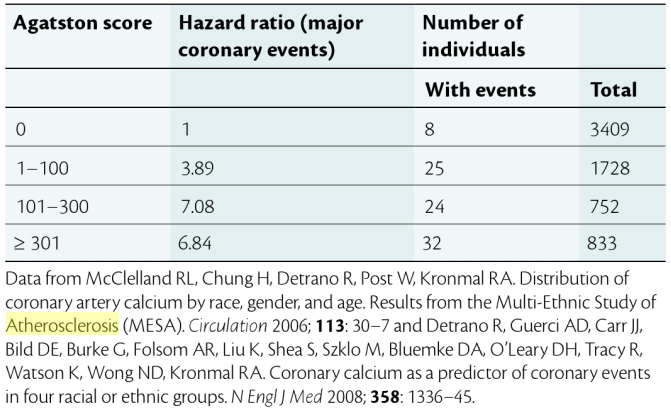 Agatston score Hazard ratio (major coronary events) Number of individuals
With events Total
0 1 8 3409
1–100 3.89 25 1728
101–300 7.08 24 752
≥ 301 6.84 32 833
Data from McClelland RL, Chung H, Detrano R, Post W, Kronmal RA. Distribution of
coronary artery calcium by race, gender, and age. Results from the Multi-Ethnic Study of
Atherosclerosis (MESA). Circulation 2006; 113: 30–7 and Detrano R, Guerci AD, Carr JJ,
Bild DE, Burke G, Folsom AR, Liu K, Shea S, Szklo M, Bluemke DA, O’Leary DH, Tracy R,
Watson K, Wong ND, Kronmal RA. Coronary calcium as a predictor of coronary events
in four racial or ethnic groups. N Engl J Med 2008; 358: 1336–45.